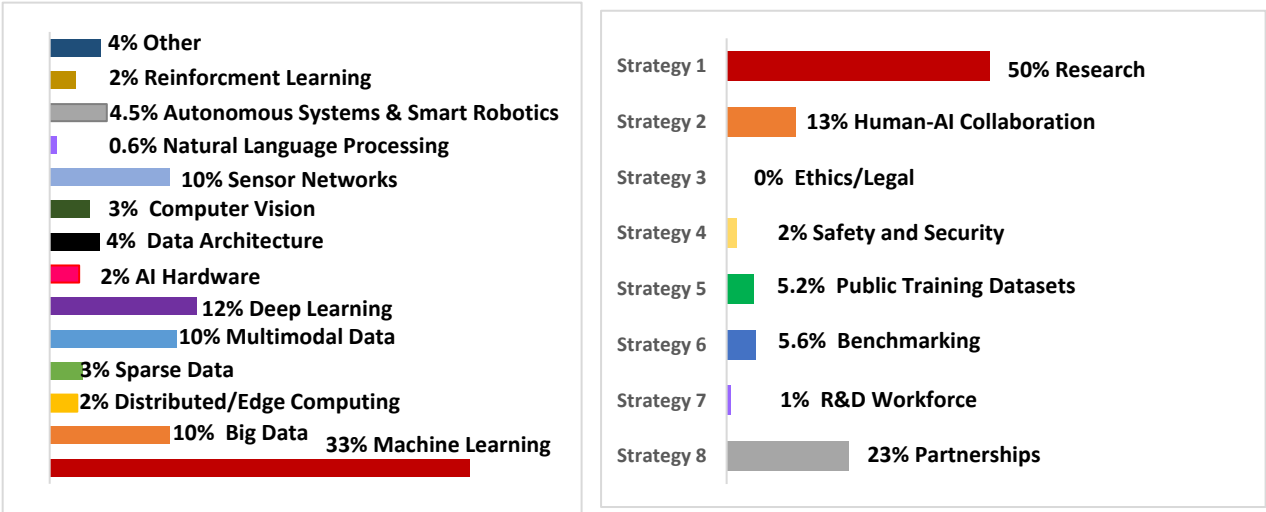 4% Other
2% Reinforcment Learning
4.5% Autonomous Systems & Smart Robotics
0.6% Natural Language Processing
10% Sensor Networks
3% Computer Vision
4% Data Architecture
2% AI Hardware
12% Deep Learning
10% Multimodal Data
3% Sparse Data
2% Distributed/Edge Computing
10% Big Data
33% Machine Learning
Strategy 1 50% Research
Strategy 2 13% Human-AI Collaboration
Strategy 3 0% Ethics/Legal
Strategy 4 2% Safety and Security
Strategy 5 5.2% Public Training Datasets
Strategy 6 5.6% Benchmarking
Strategy 7 1% R&D Workforce
Strategy 8 23% Partnerships